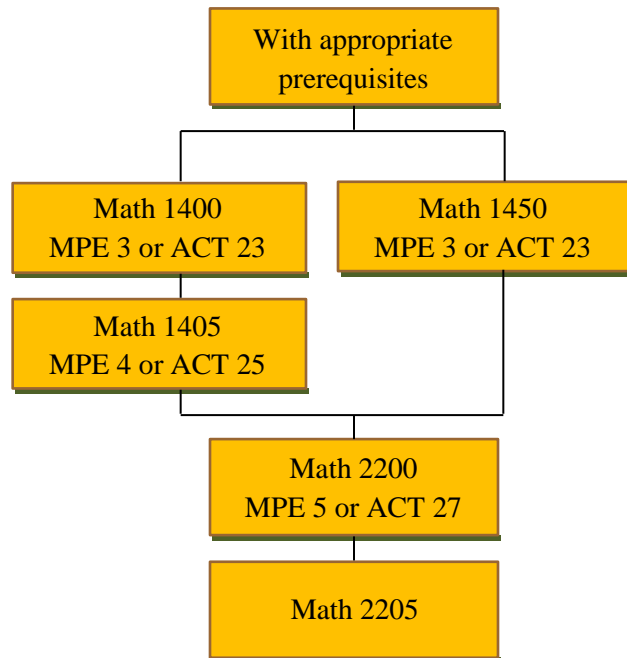 With appropriate
prerequisites
Math 1400
MPE 3 or ACT 23
Math 1450
MPE 3 or ACT 23
Math 1405
MPE 4 or ACT 25
Math 2200
MPE 5 or ACT 27
Math 2205